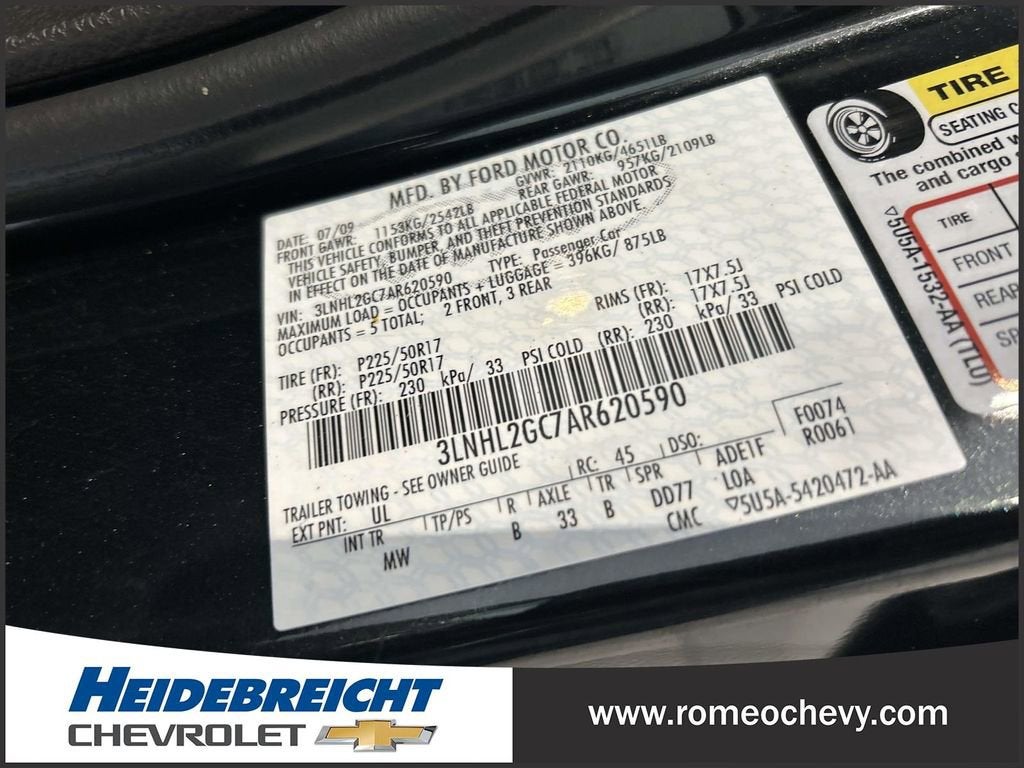 MFD. BY FORD MOTOR CO.
DATE: 07/09 GVWR: 2110KG/4651LB
FRONT GAWR: 1153KG/2542LB REAR GAWR: 957KG/2109LB
THIS VEHICLE CONFORMS TO ALL APPLICABLE FEDERAL MOTOR
VEHICLE SAFETY, BUMPER, AND THEFT PREVENTION STANDARDS
IN EFFECT ON THE DATE OF MANUFACTURE SHOWN ABOVE.
VIN: 3LNHL2GC7AR620590 TYPE: Passenger Car
MAXIMUM LOAD = OCCUPANTS + LUGGAGE = 396KG/ 875LB
OCCUPANTS = 5 TOTAL, 2 FRONT, 3 REAR
TIRE (FR): P225/50R17 RIMS (FR): 17X7.5J
(RR): P225/50R17 (RR): 17X7.5J
PRESSURE (FR): 230 kPa/ 33 PSI COLD (RR): 230 kPa/ 33 PSI COLD
3LNHL2GC7AR620590
TRAILER TOWING - SEE OWNER GUIDE
F0074
R0061
EXT PNT: UL RC: 45 DSO:
INT TR TP/PS R AXLE TR SPR ADEIF
MW B 33 B DD77 LOA
CMC ▽5U5A-5420472-AA
TIRE
SEATING C
The combined w
and cargo s
TIRE
FRONT
REAR
SP
▽5U5A-1532-AA (TLU)
HEIDEBREICHT
CHEVROLET
www.romeochevy.com